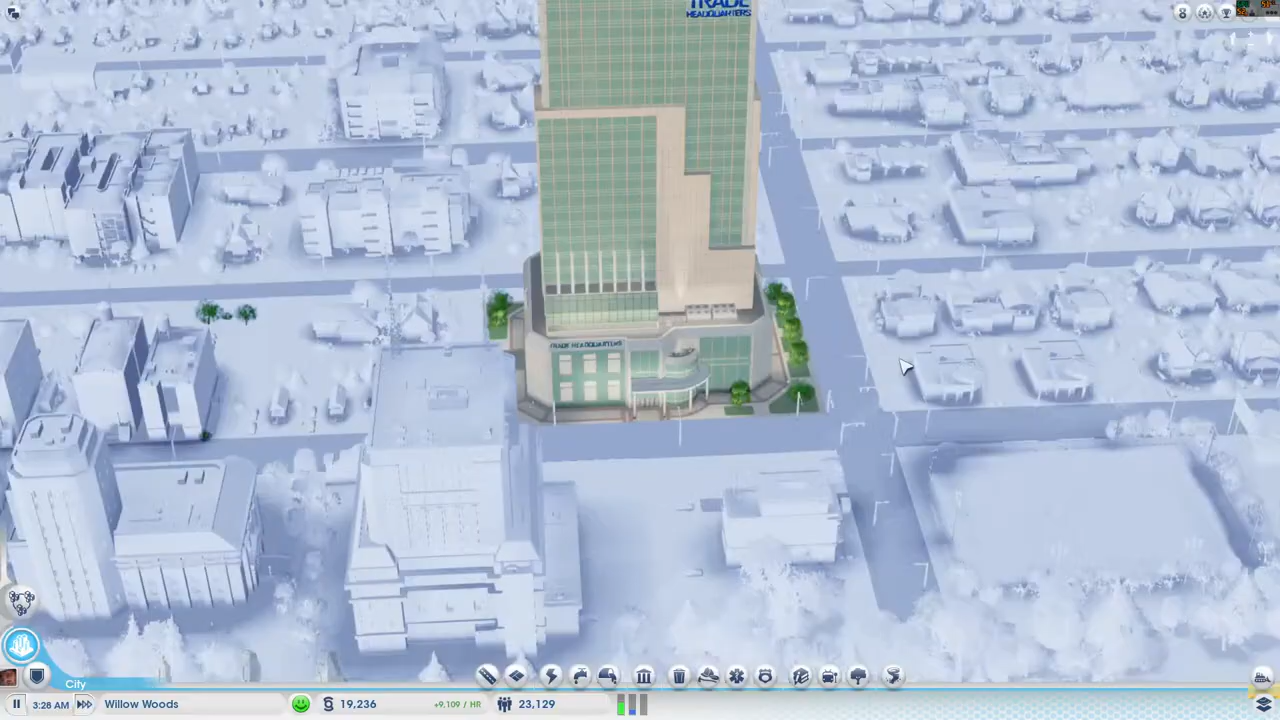 TRADE
HEADQUARTERS
TRADE HEADQUARTERS
City
3:28 AM
Willow Woods
19,236
+9,109 / HR
23,129